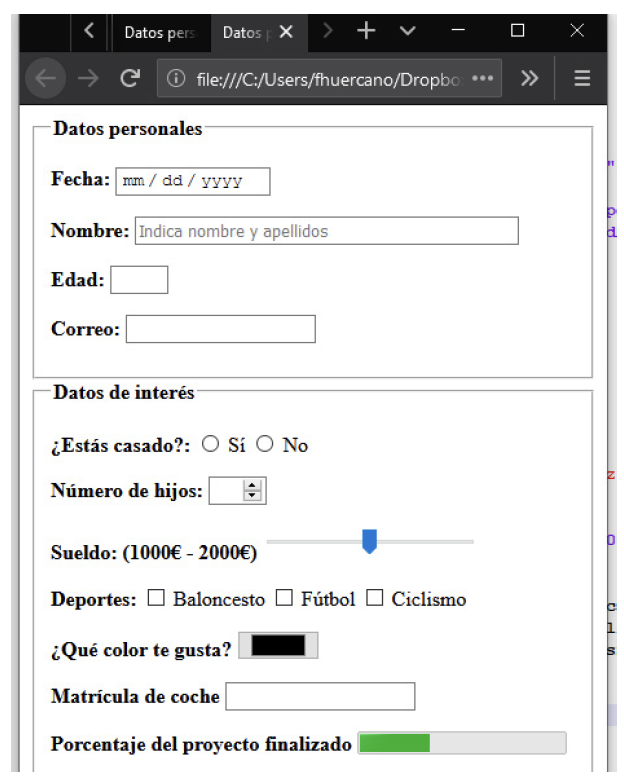 Datos pers
Datos p
file:///C:/Users/fhuercano/Dropbo
Datos personales
Fecha: mm / dd / yyyy
Nombre: Indica nombre y apellidos
Edad:
Correo:
Datos de interés
¿Estás casado?: Sí No
Número de hijos:
Sueldo: (1000€ - 2000€)
Deportes: Baloncesto Fútbol Ciclismo
¿Qué color te gusta?
Matrícula de coche
Porcentaje del proyecto finalizado